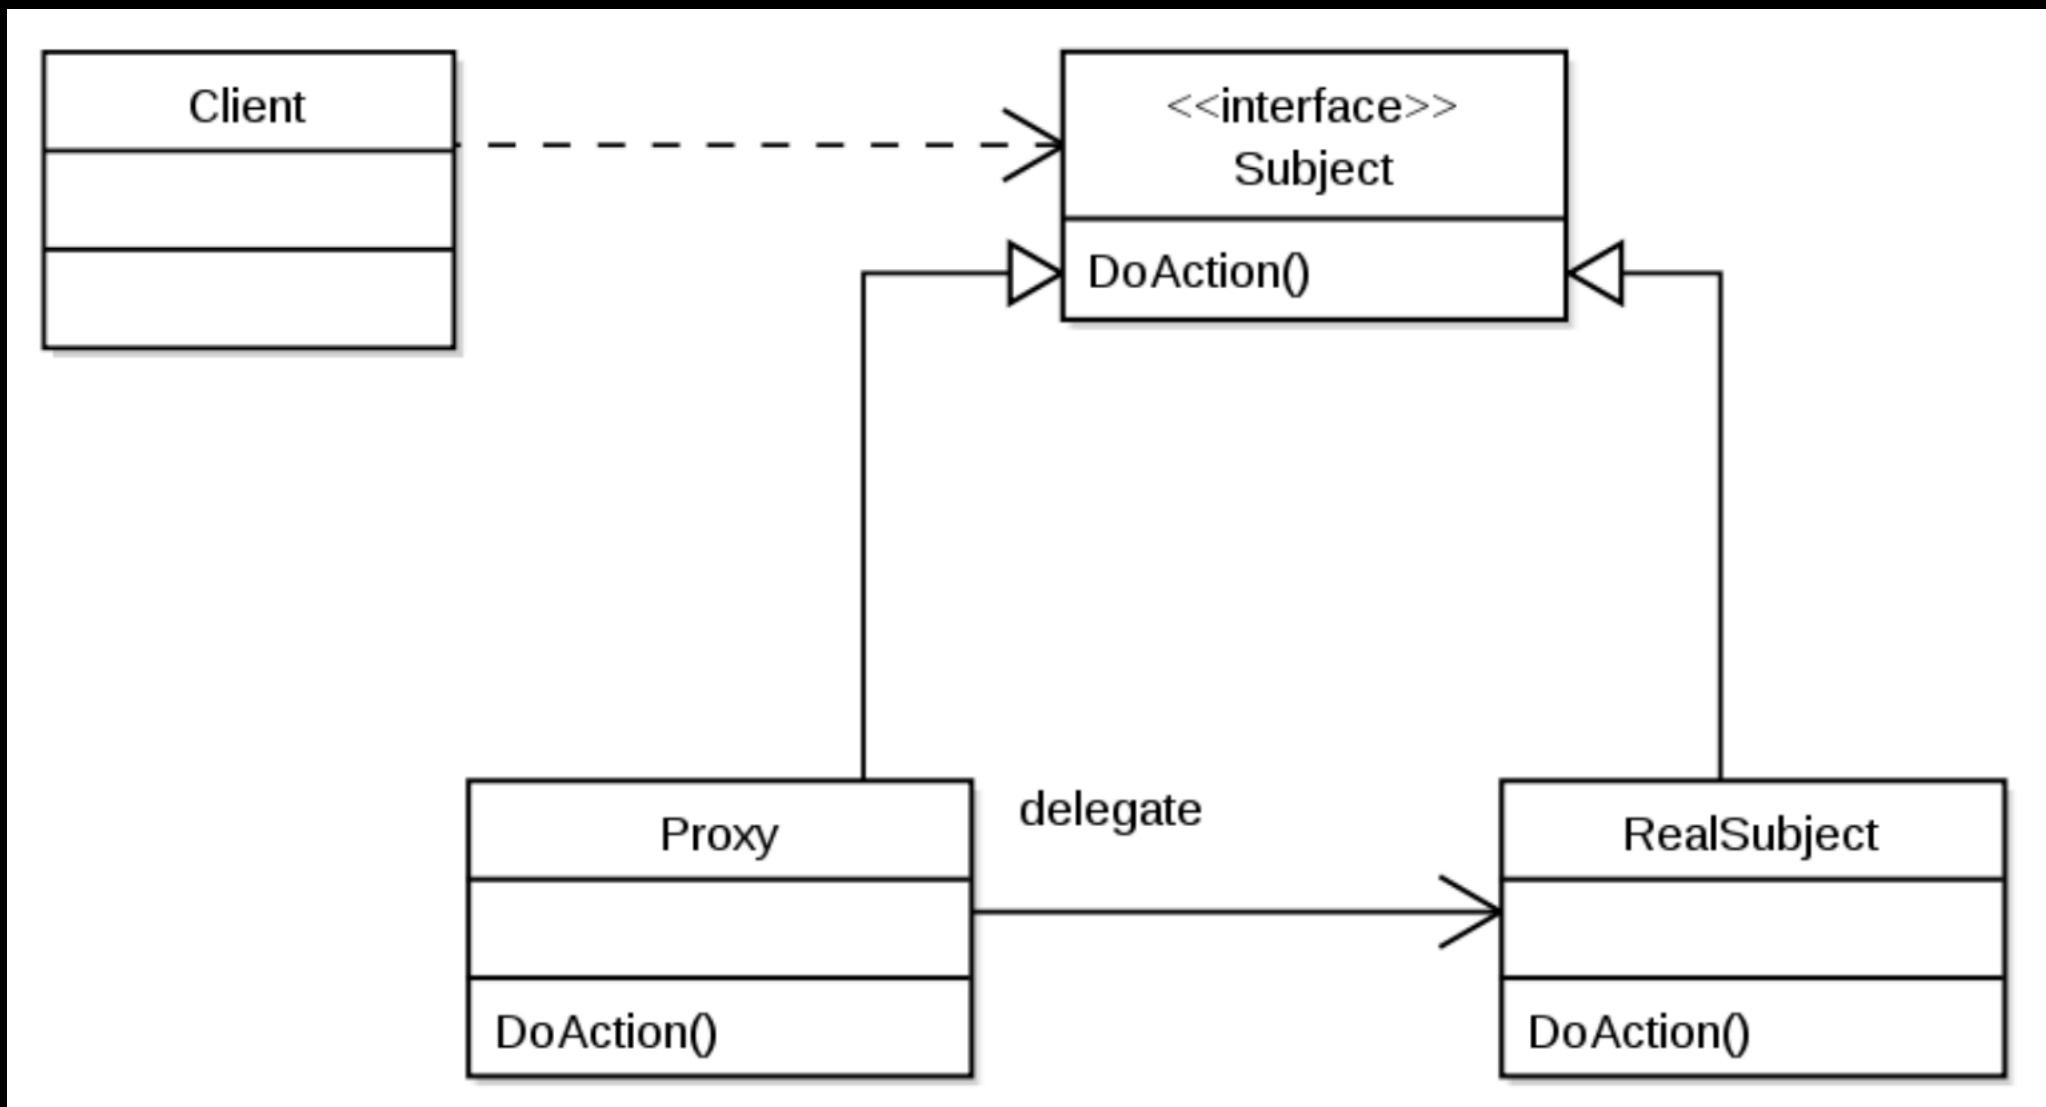 Client
<<interface>>
Subject
DoAction()
Proxy
delegate
RealSubject
DoAction()
DoAction()